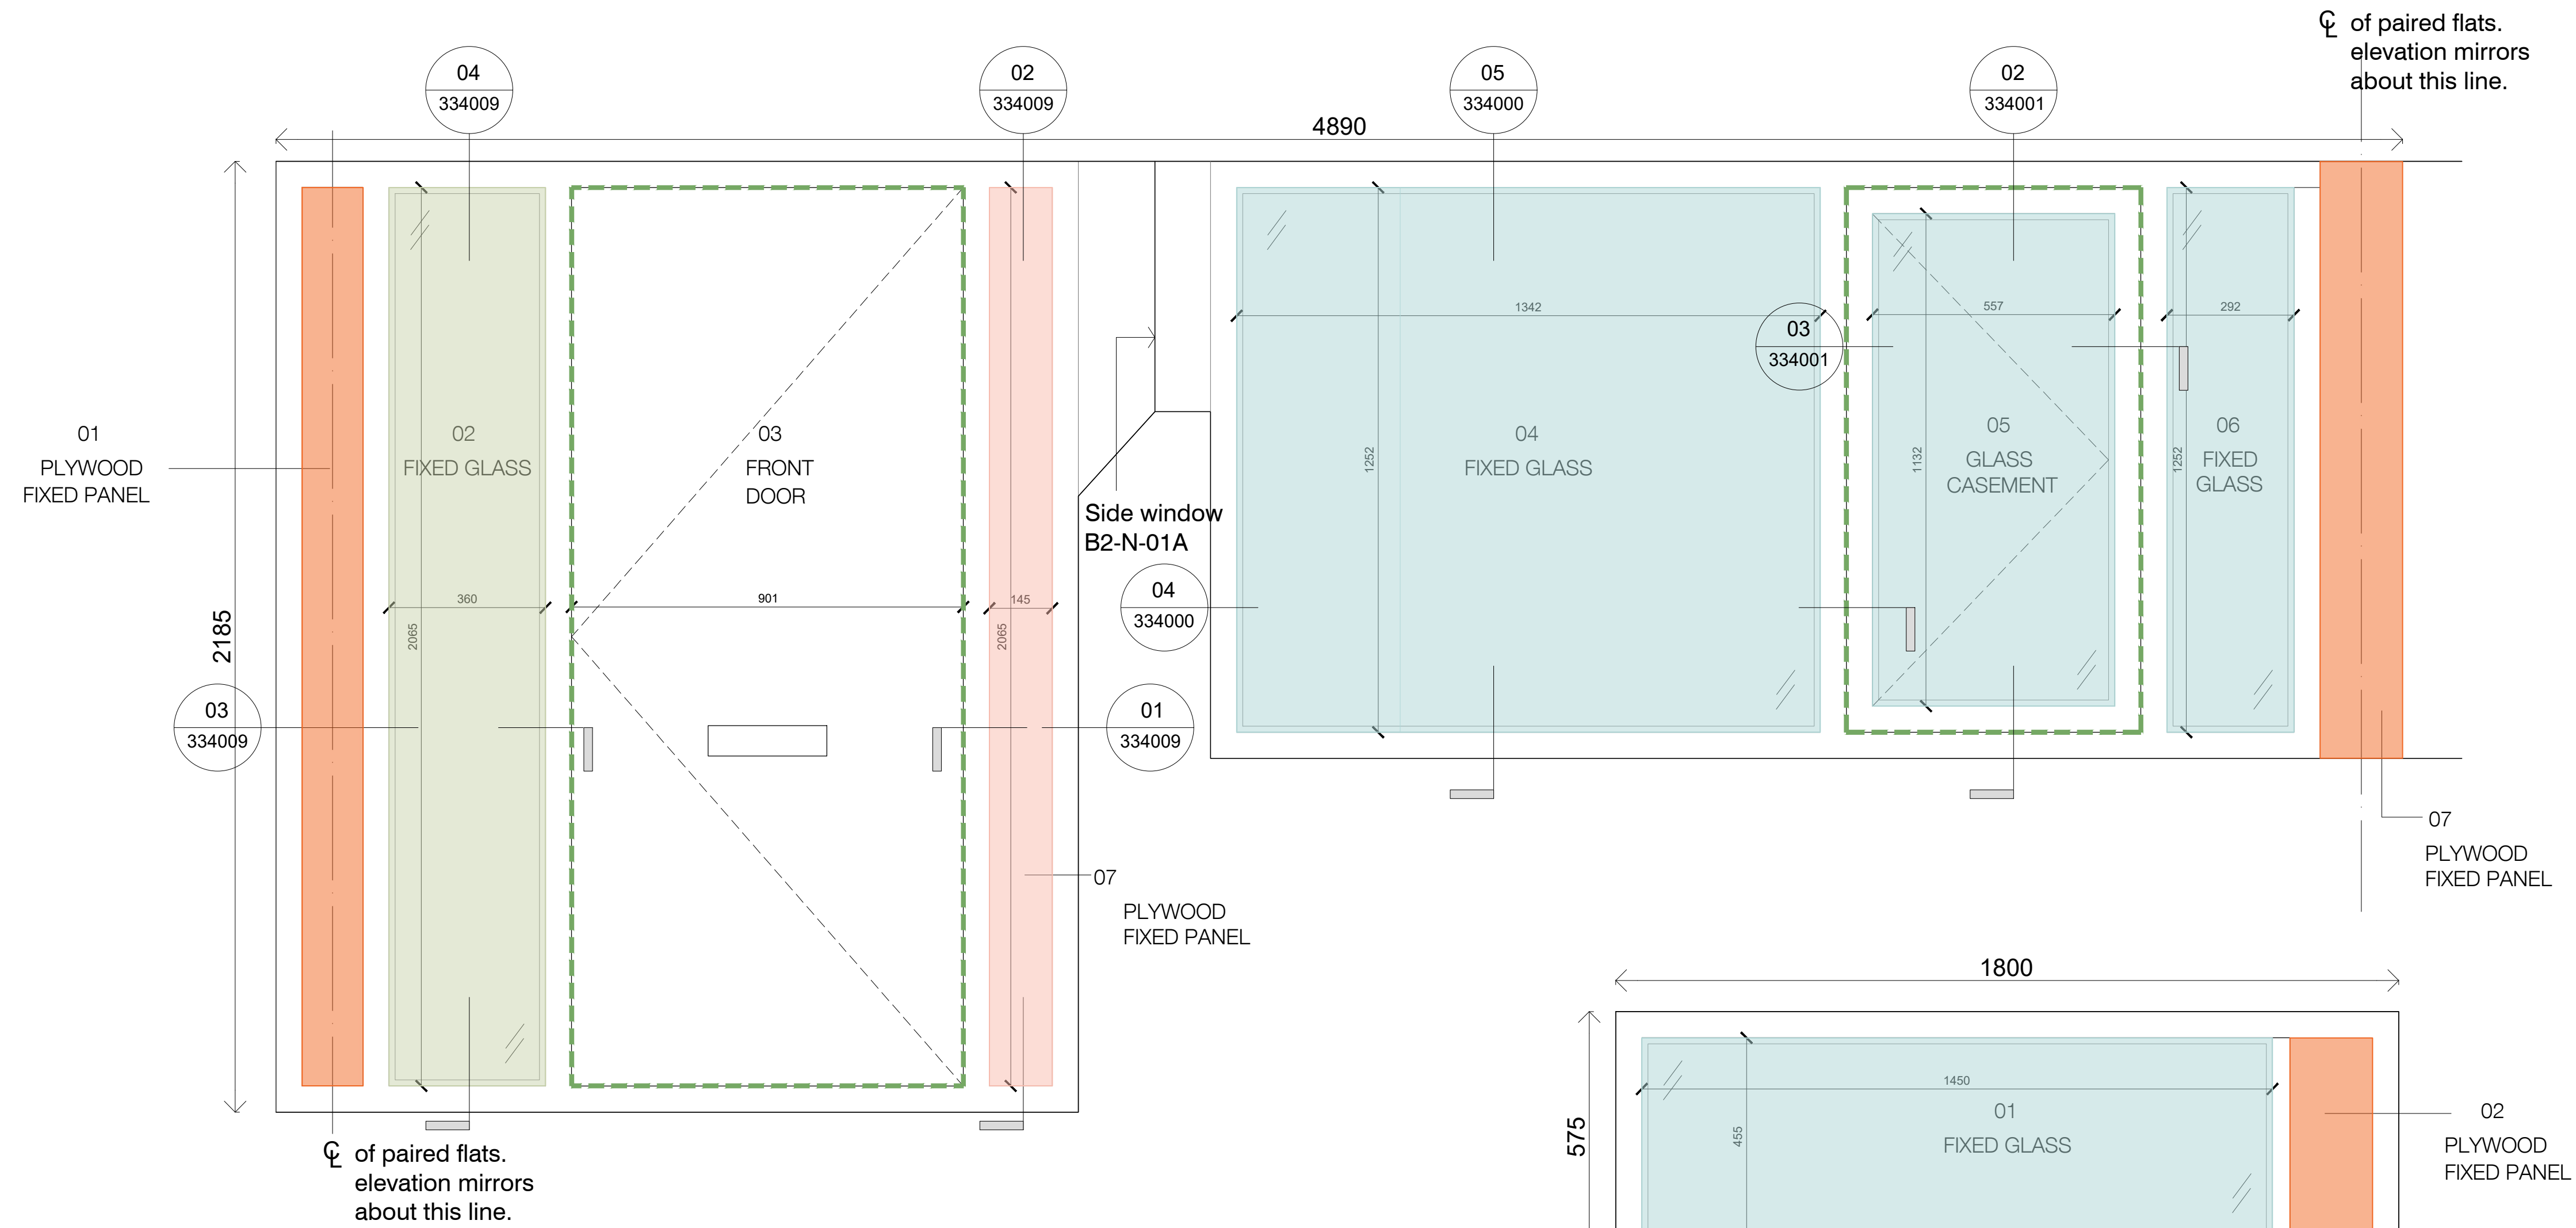 ℄ of paired flats.
elevation mirrors
about this line.
04
334009
02
334009
05
334000
02
334001
4890
2185
01
PLYWOOD
FIXED PANEL
02
FIXED GLASS
360
2065
03
FRONT
DOOR
901
145
2065
03
334009
01
334009
07
PLYWOOD
FIXED PANEL
Side window
B2-N-01A
04
334000
1342
1252
04
FIXED GLASS
03
334001
557
1132
05
GLASS
CASEMENT
292
1252
06
FIXED
GLASS
07
PLYWOOD
FIXED PANEL
℄ of paired flats.
elevation mirrors
about this line.
1800
575
1450
455
01
FIXED GLASS
02
PLYWOOD
FIXED PANEL